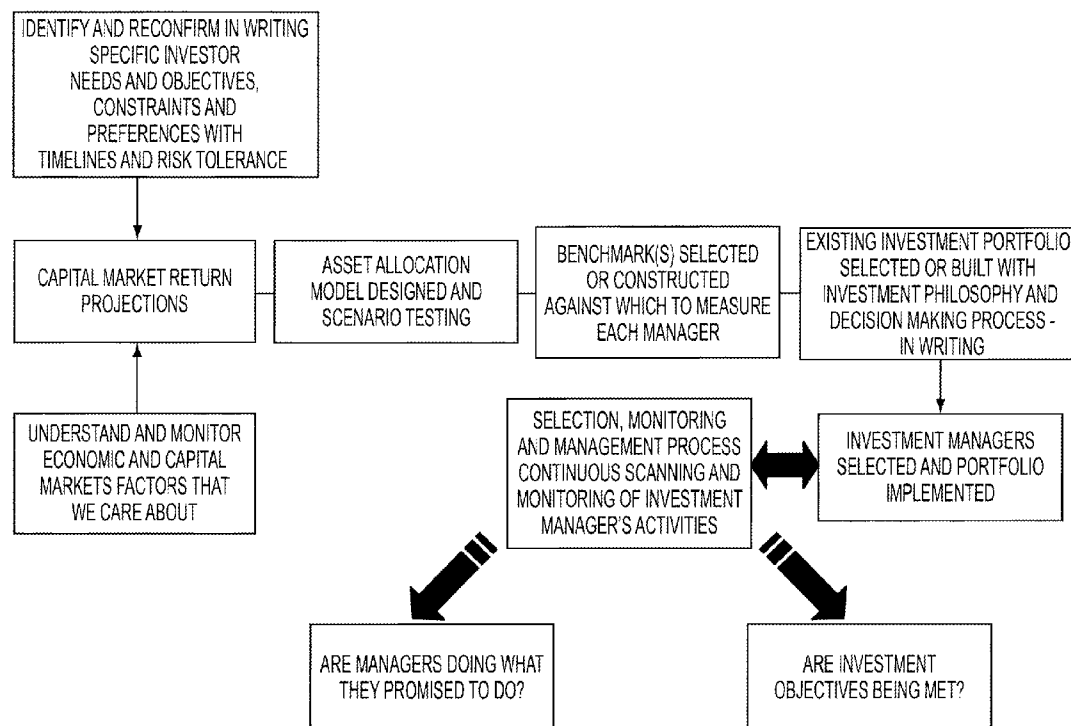 IDENTIFY AND RECONFIRM IN WRITING
SPECIFIC INVESTOR
NEEDS AND OBJECTIVES,
CONSTRAINTS AND
PREFERENCES WITH
TIMELINES AND RISK TOLERANCE
CAPITAL MARKET RETURN
PROJECTIONS
ASSET ALLOCATION
MODEL DESIGNED AND
SCENARIO TESTING
BENCHMARK(S) SELECTED
OR CONSTRUCTED
AGAINST WHICH TO MEASURE
EACH MANAGER
EXISTING INVESTMENT PORTFOLIO
SELECTED OR BUILT WITH
INVESTMENT PHILOSOPHY AND
DECISION MAKING PROCESS -
IN WRITING
UNDERSTAND AND MONITOR
ECONOMIC AND CAPITAL
MARKETS FACTORS THAT
WE CARE ABOUT
SELECTION, MONITORING
AND MANAGEMENT PROCESS
CONTINUOUS SCANNING AND
MONITORING OF INVESTMENT
MANAGER'S ACTIVITIES
INVESTMENT MANAGERS
SELECTED AND PORTFOLIO
IMPLEMENTED
ARE MANAGERS DOING WHAT
THEY PROMISED TO DO?
ARE INVESTMENT
OBJECTIVES BEING MET?